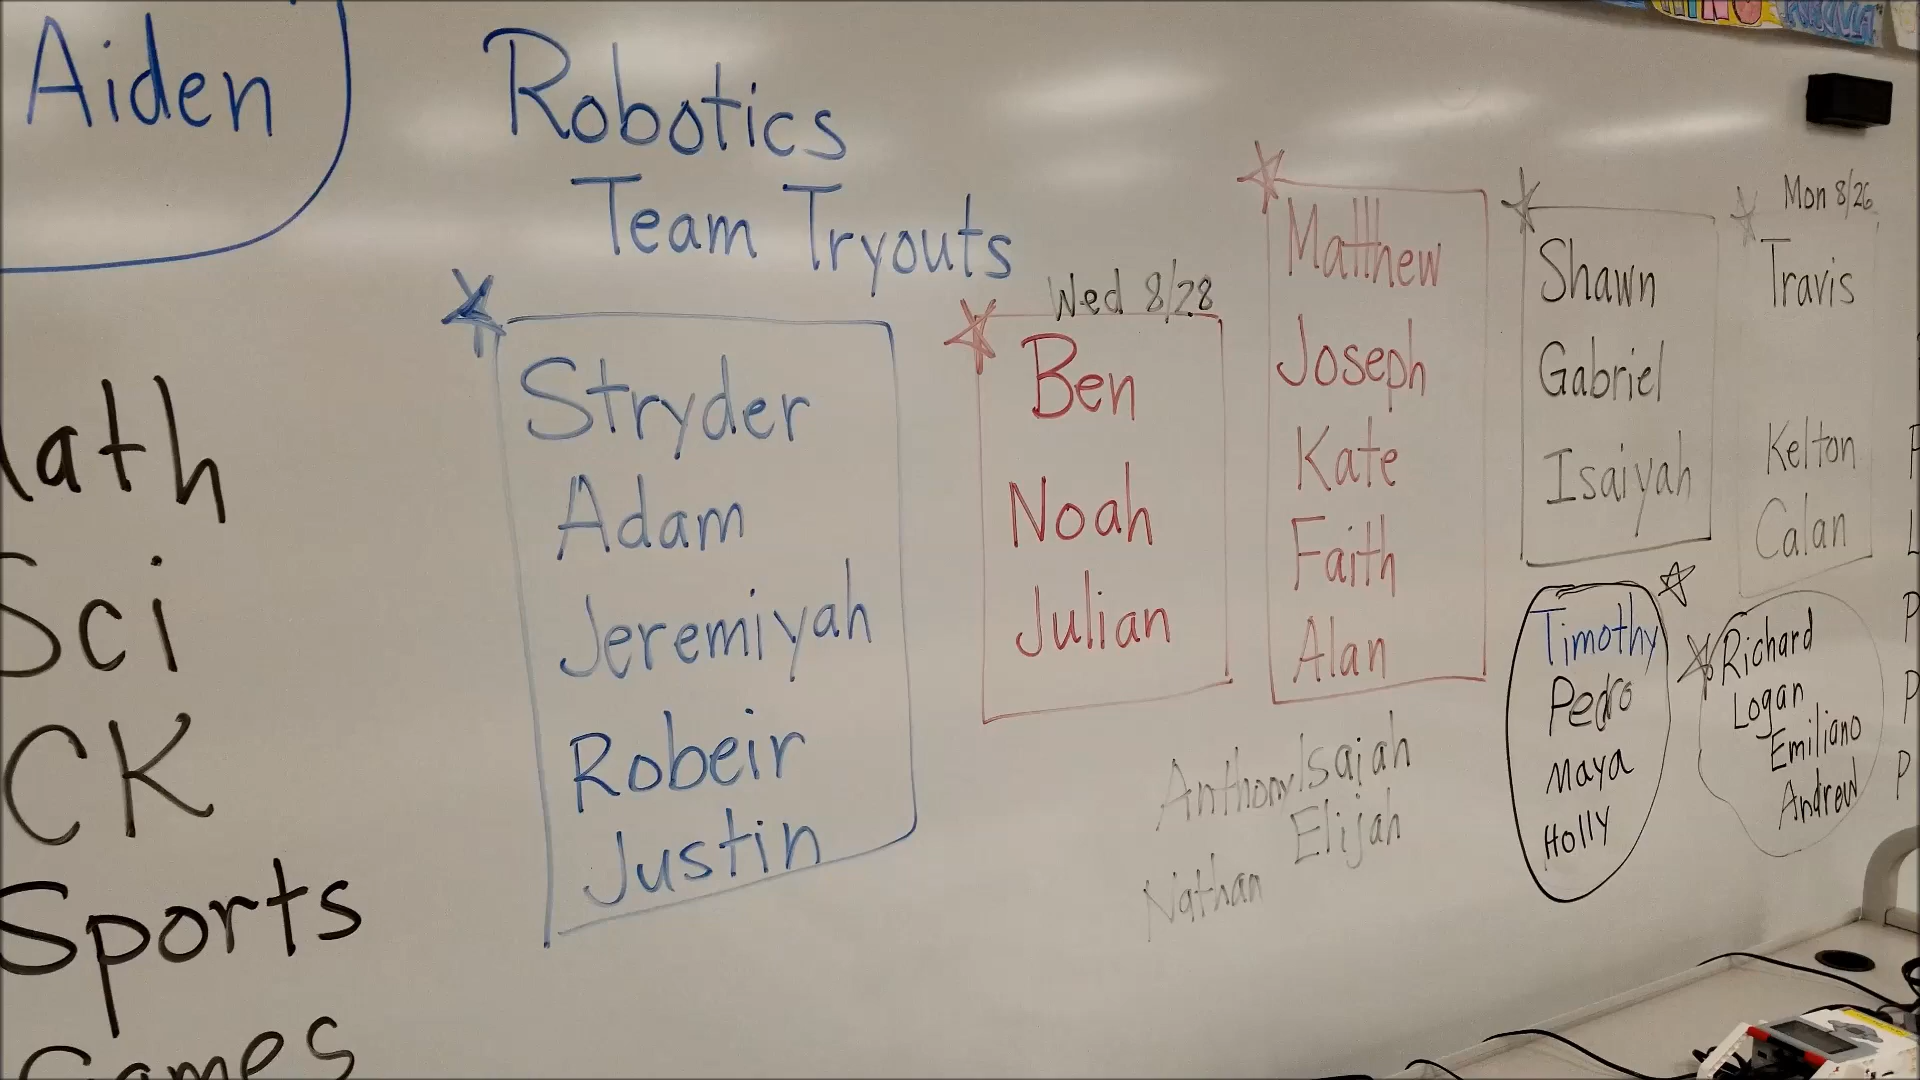 Aiden
Robotics
Team Tryouts
Stryder
Adam
Jeremiyah
Robeir
Justin
Wed 8/28
Ben
Noah
Julian
Matthew
Joseph
Kate
Faith
Alan
Anthony Isaiah
Elijah
Nathan
Shawn
Gabriel
Isaiyah
Timothy
Pedro
Maya
Holly
Mon 8/26
Travis
Kelton
Calan
Richard
Logan
Emiliano
Andrew
ath
Sci
CK
Sports
Games